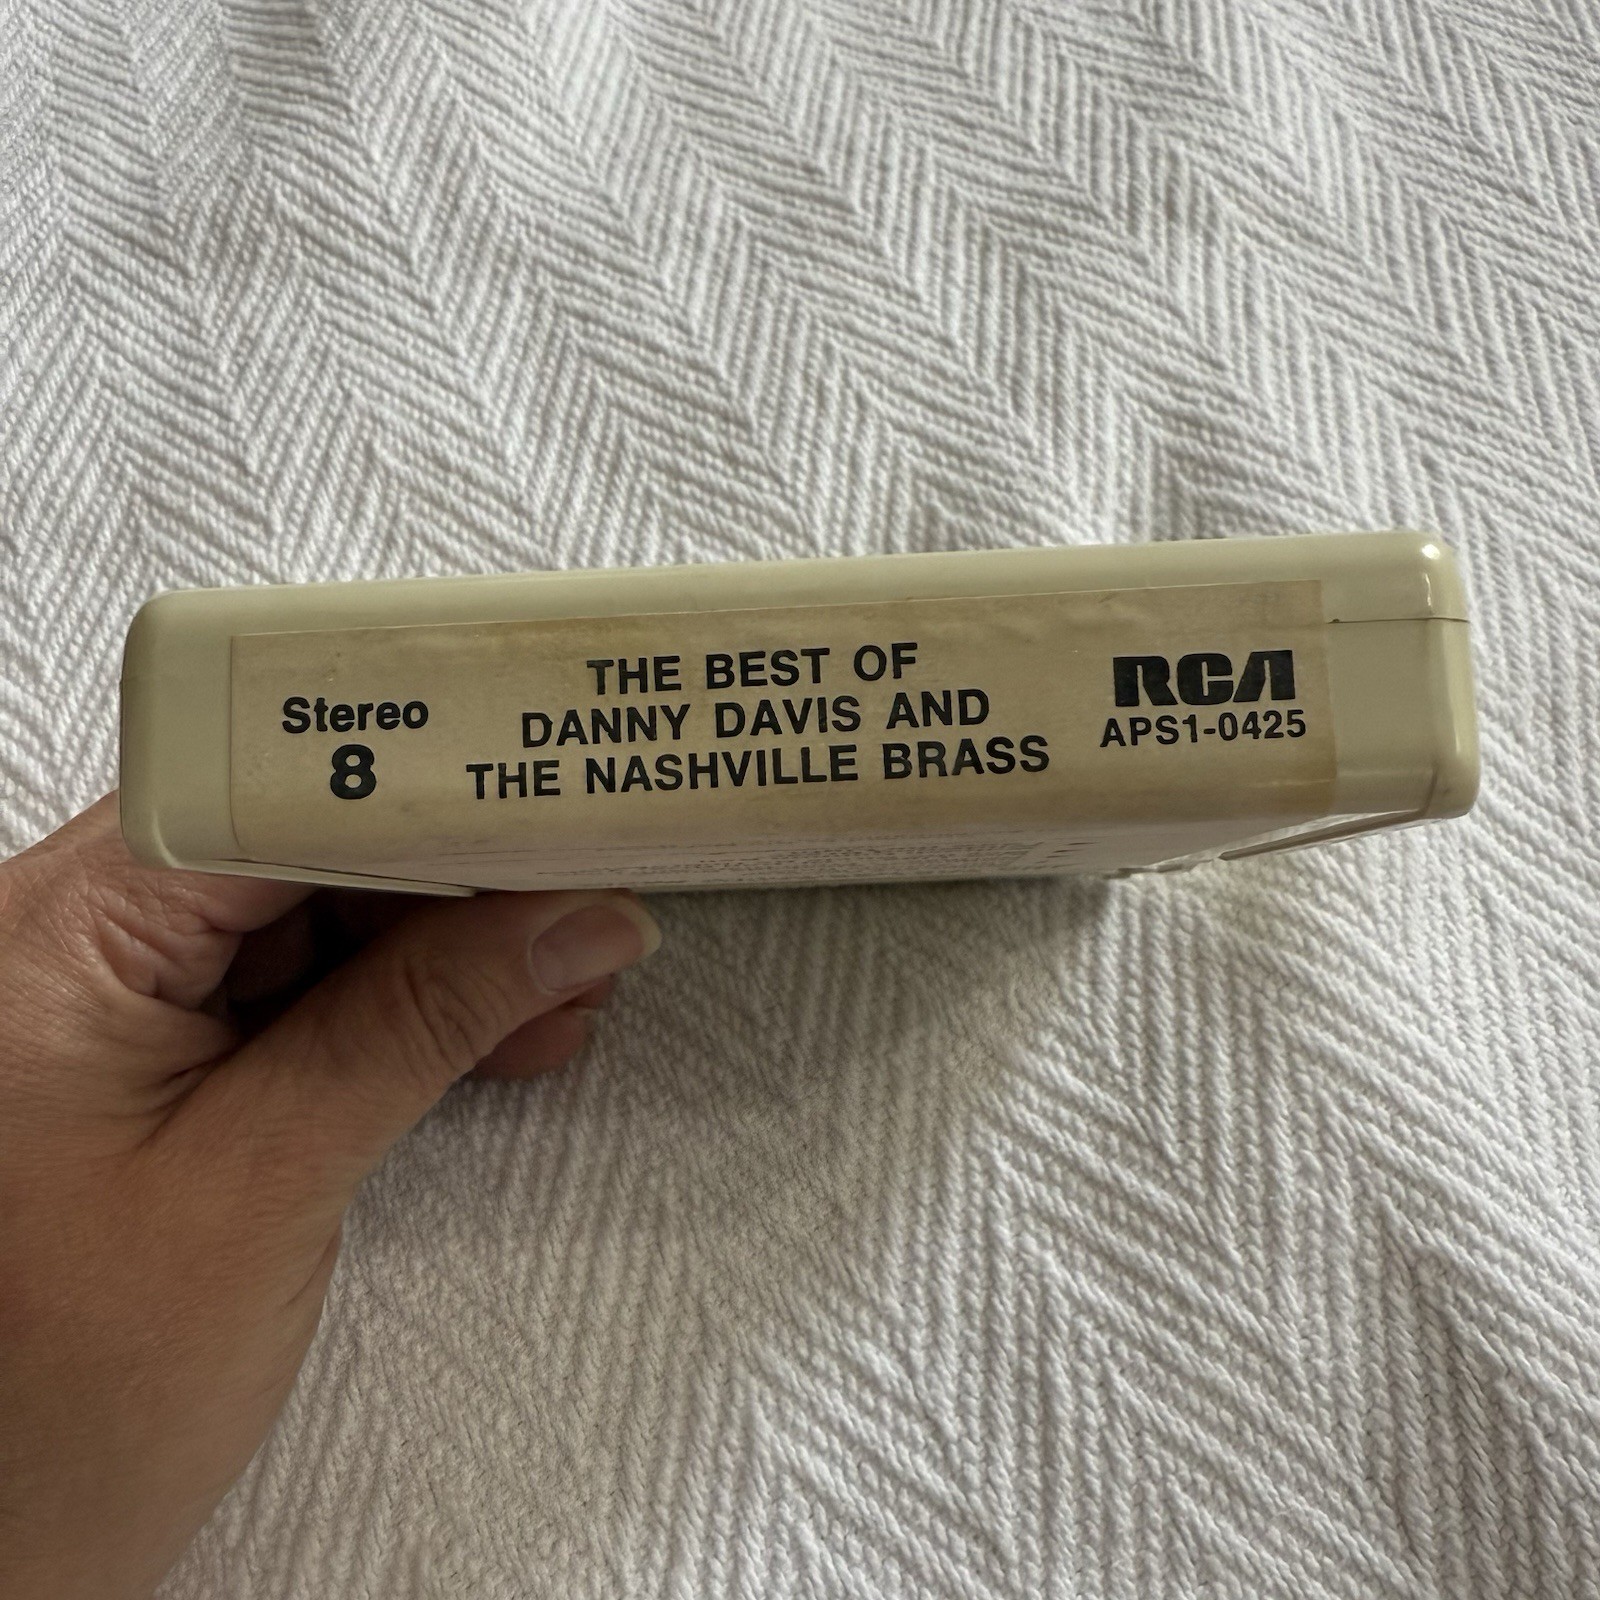 Stereo
8
THE BEST OF
DANNY DAVIS AND
THE NASHVILLE BRASS
RCA
APS1-0425